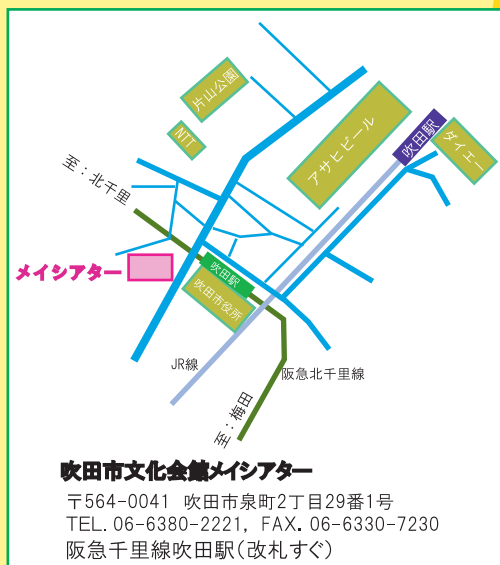 片山公園
NTT
アサヒビール
吹田駅
ダイエー
至：北千里
メイシアター
吹田駅
吹田市役所
JR線
阪急北千里線
至：梅田
吹田市文化会館メイシアター
〒564-0041 吹田市泉町2丁目29番1号
TEL. 06-6380-2221, FAX. 06-6330-7230
阪急千里線吹田駅（改札すぐ）